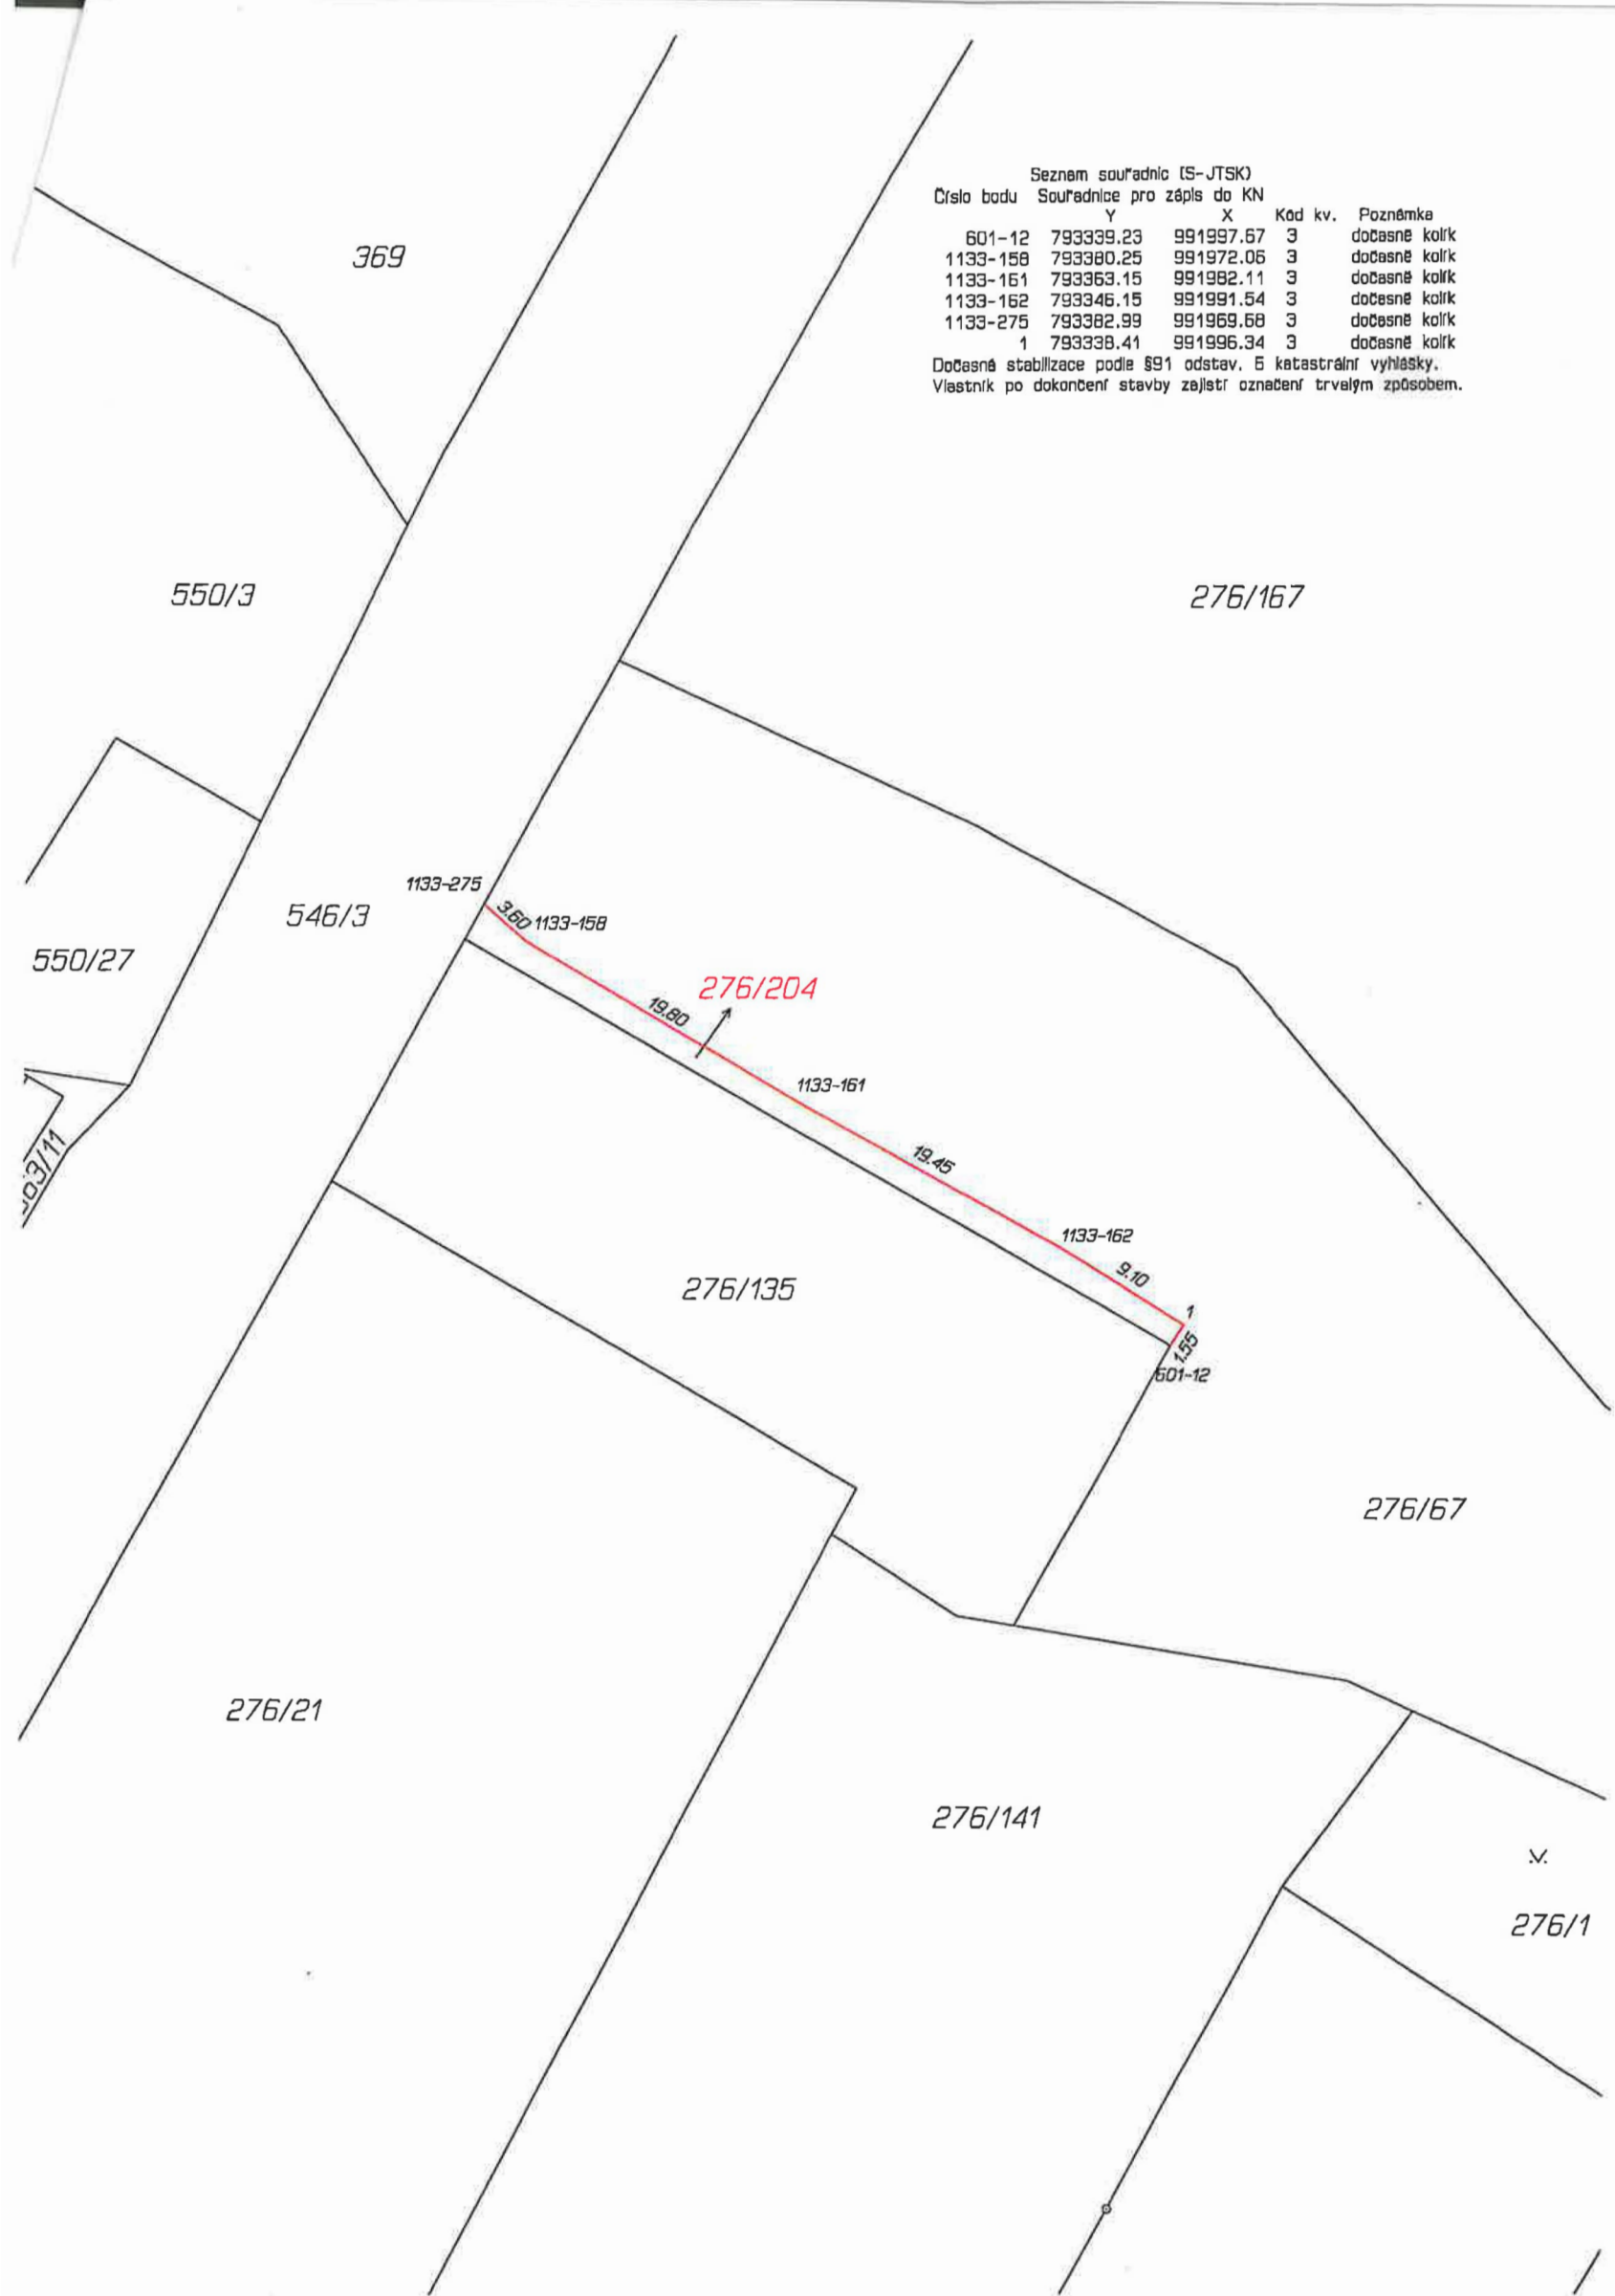 Seznam souřadnic (S-JTSK)
Číslo bodu Souřadnice pro zápis do KN
Y X Kód kv. Poznámka
601-12 793339.23 991997.67 3 dočasně kolík
1133-158 793380.25 991972.06 3 dočasně kolík
1133-161 793363.15 991982.11 3 dočasně kolík
1133-162 793346.15 991991.54 3 dočasně kolík
1133-275 793382.99 991969.68 3 dočasně kolík
1 793338.41 991996.34 3 dočasně kolík
Dočasná stabilizace podle §91 odstav. 5 katastrální vyhlášky.
Vlastník po dokončení stavby zajistí označení trvalým způsobem.
369
550/3
276/167
1133-275
3.60 1133-158
546/3
550/27
276/204
19.80
1133-161
63/11
19.45
1133-162
9.10
276/135
1
1.55
601-12
276/67
276/21
276/141
276/1